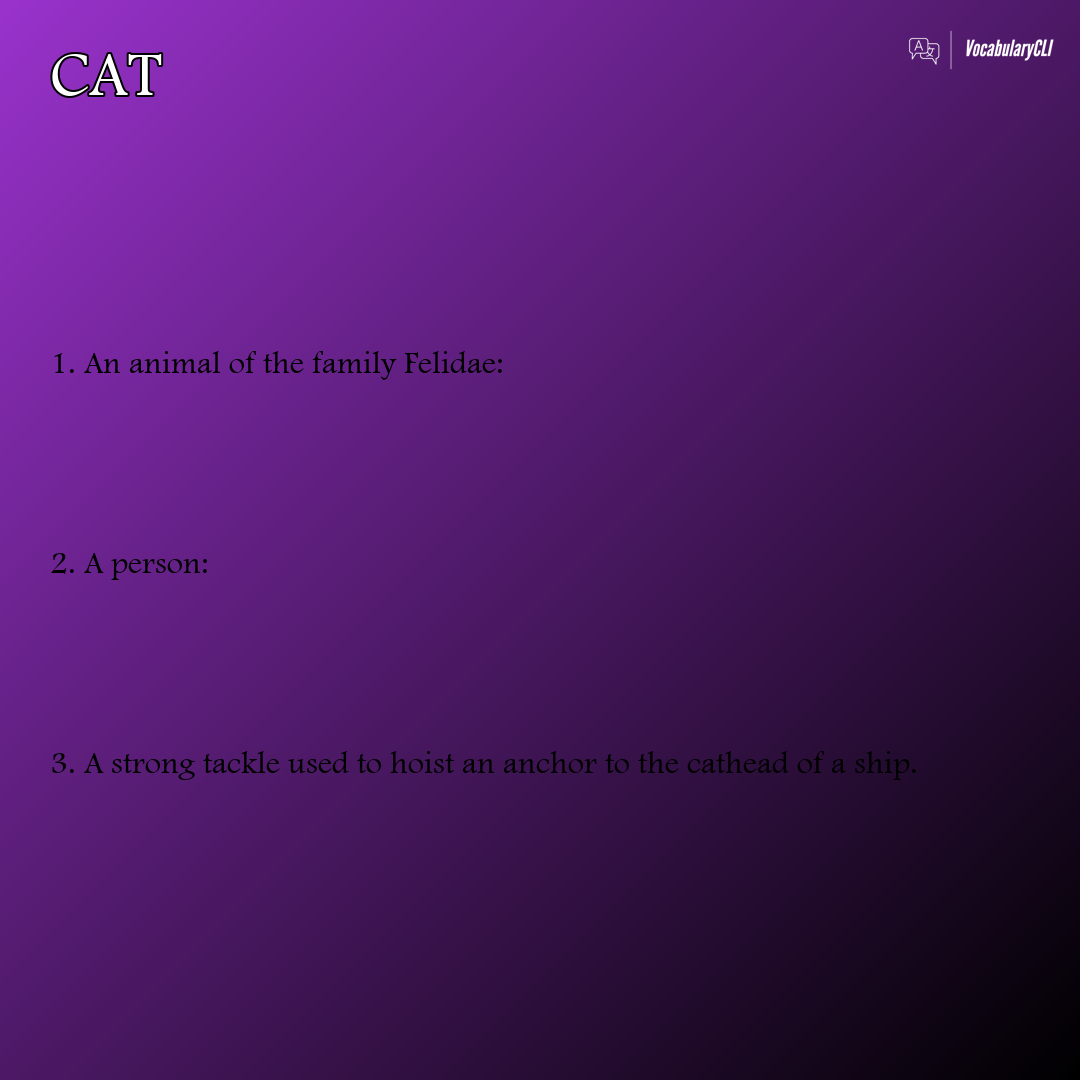 CAT
VocabularyCLI
1. An animal of the family Felidae:
2. A person:
3. A strong tackle used to hoist an anchor to the cathead of a ship.